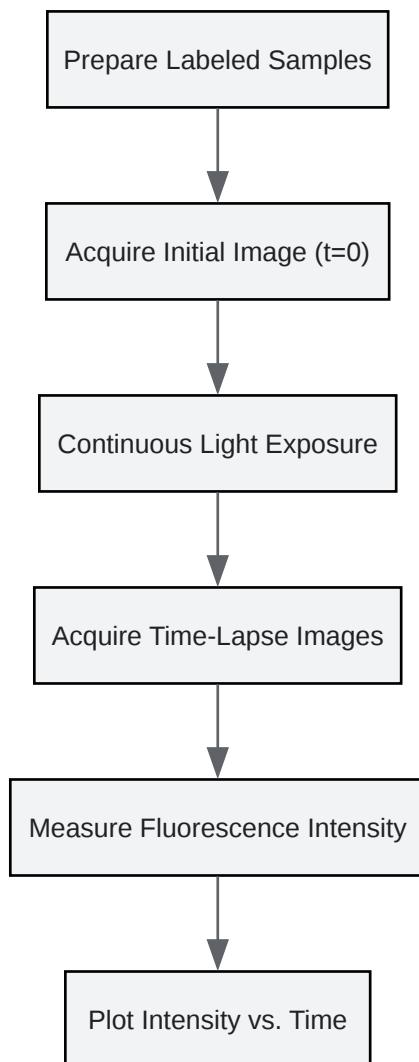 Prepare Labeled Samples
Acquire Initial Image (t=0)
Continuous Light Exposure
Acquire Time-Lapse Images
Measure Fluorescence Intensity
Plot Intensity vs. Time